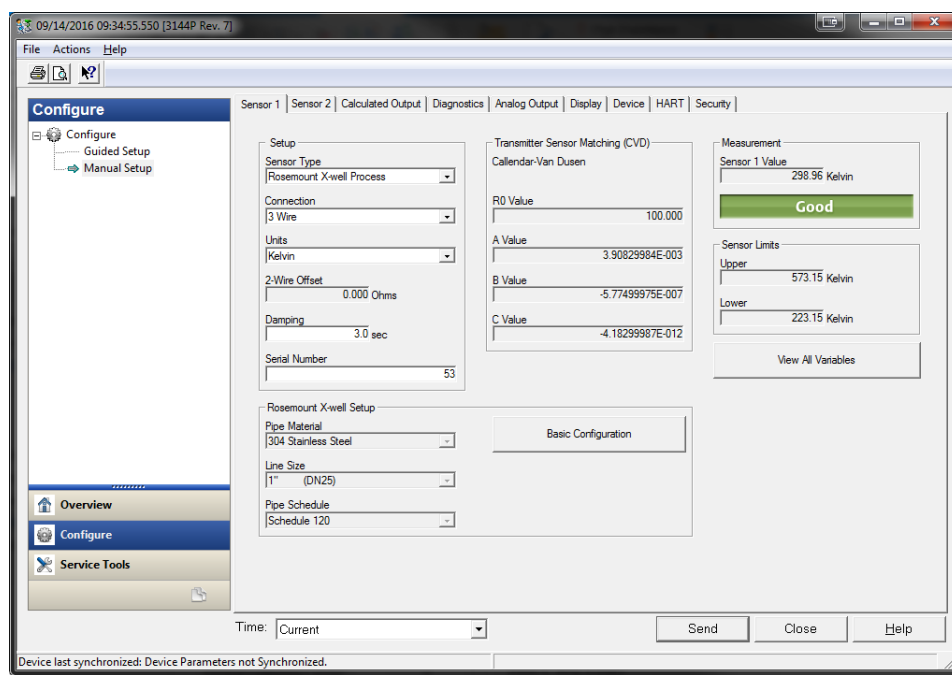 09/14/2016 09:34:55.550 [3144P Rev. 7]
File Actions Help
Configure
Configure
Guided Setup
Manual Setup
Overview
Configure
Service Tools
Sensor 1 Sensor 2 Calculated Output Diagnostics Analog Output Display Device HART Security
Setup
Sensor Type
Rosemount X-well Process
Connection
3 Wire
Units
Kelvin
2-Wire Offset
0.000 Ohms
Damping
3.0 sec
Serial Number
53
Transmitter Sensor Matching (CVD)
Callendar-Van Dusen
R0 Value
100.000
A Value
3.90829984E-003
B Value
-5.77499975E-007
C Value
-4.18299987E-012
Measurement
Sensor 1 Value
298.96 Kelvin
Good
Sensor Limits
Upper
573.15 Kelvin
Lower
223.15 Kelvin
View All Variables
Rosemount X-well Setup
Pipe Material
304 Stainless Steel
Line Size
1" (DN25)
Pipe Schedule
Schedule 120
Basic Configuration
Time: Current
Send Close Help
Device last synchronized: Device Parameters not Synchronized.